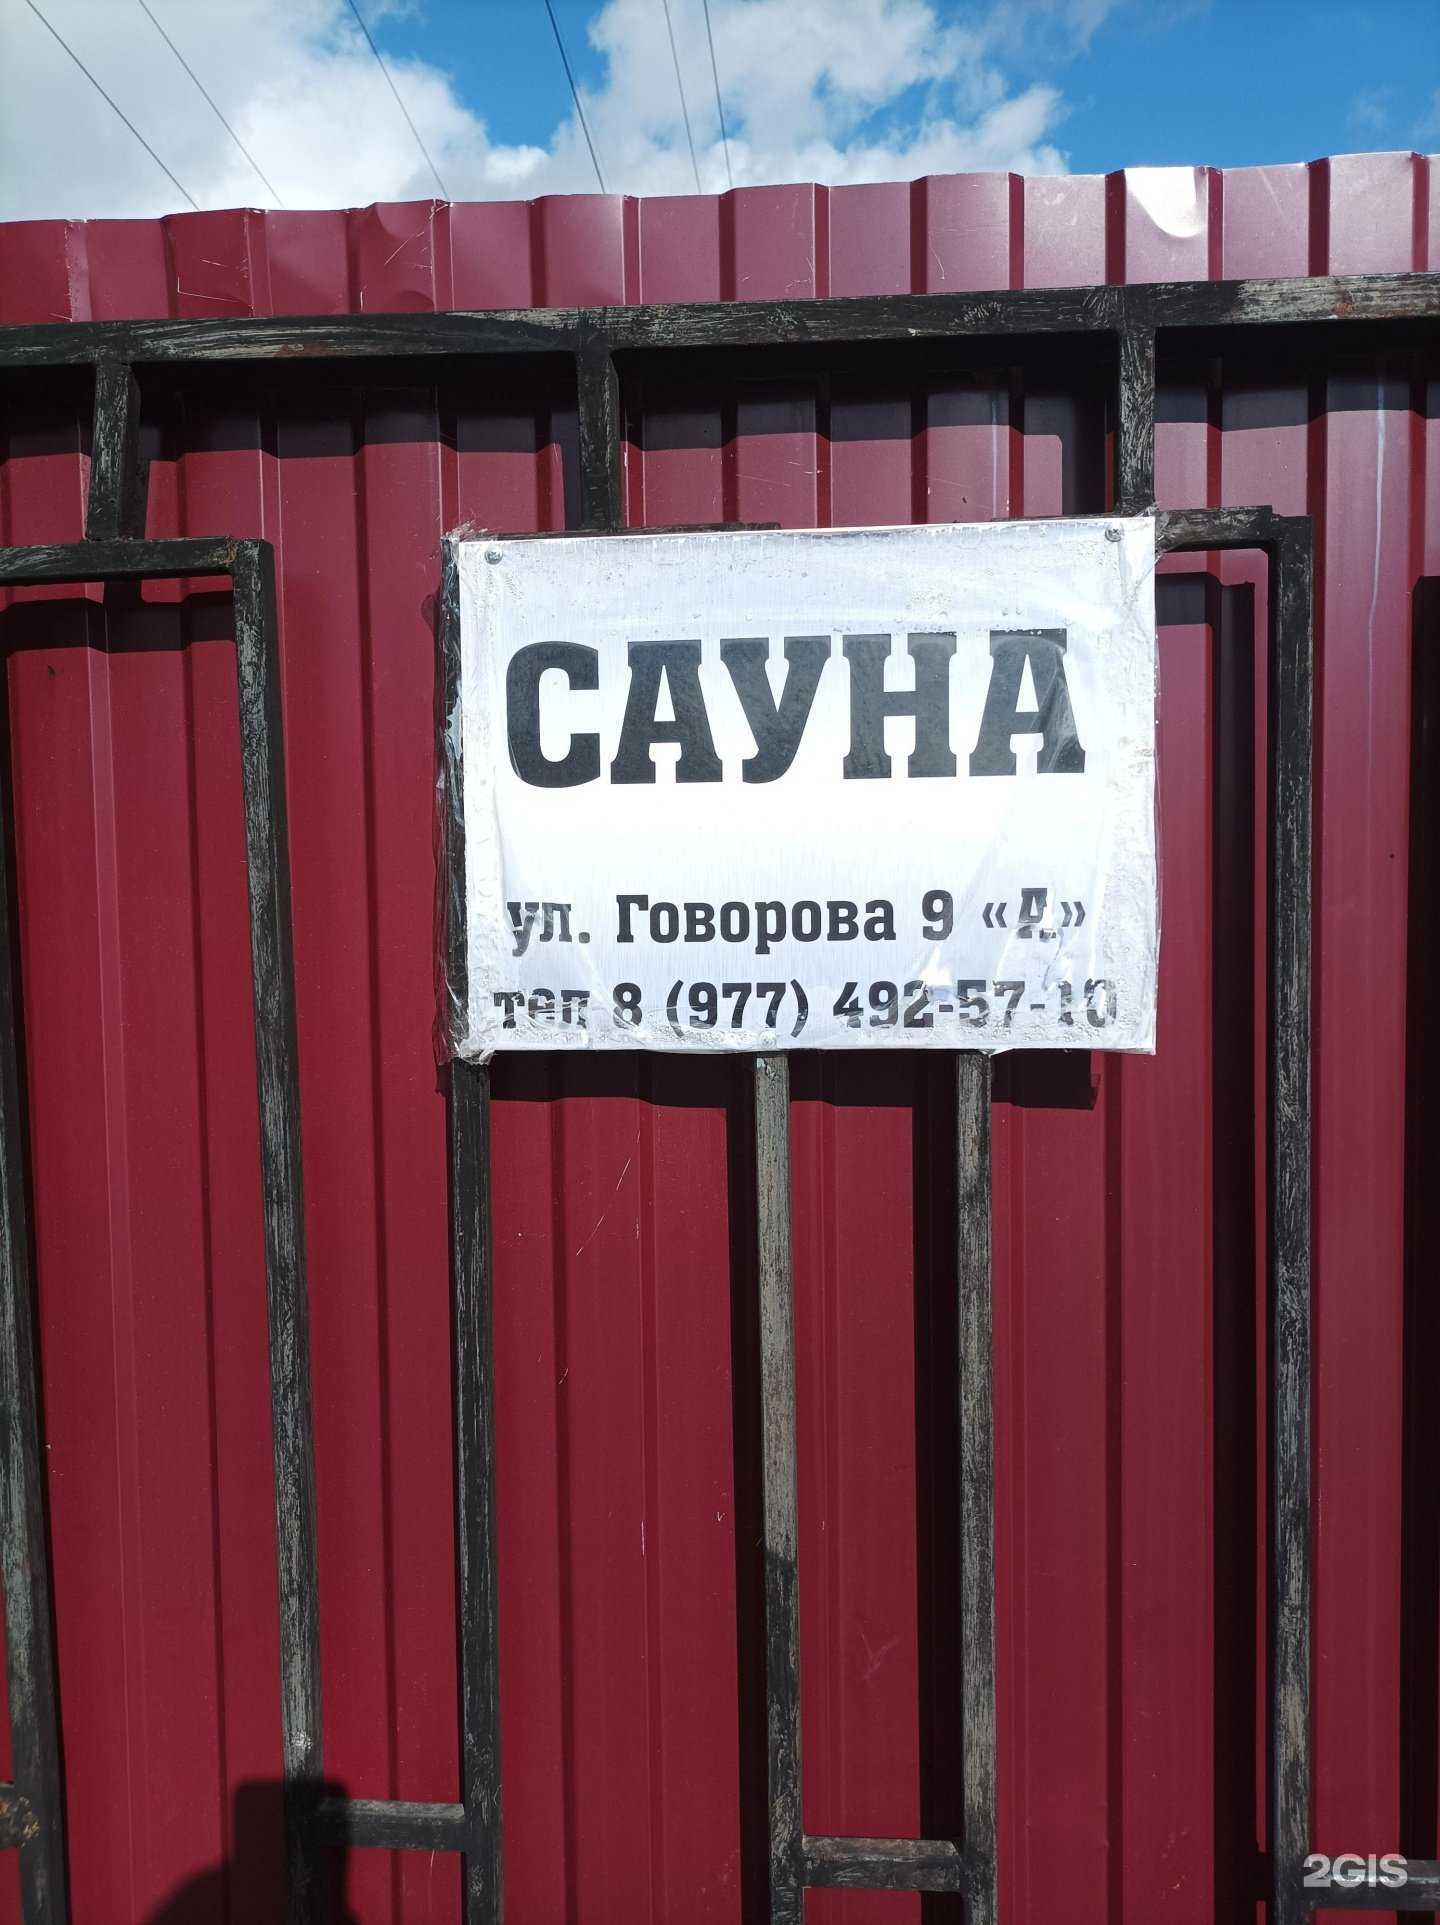 САУНА
ул. Говорова 9 «А»
тел 8 (977) 492-57-10
2GIS